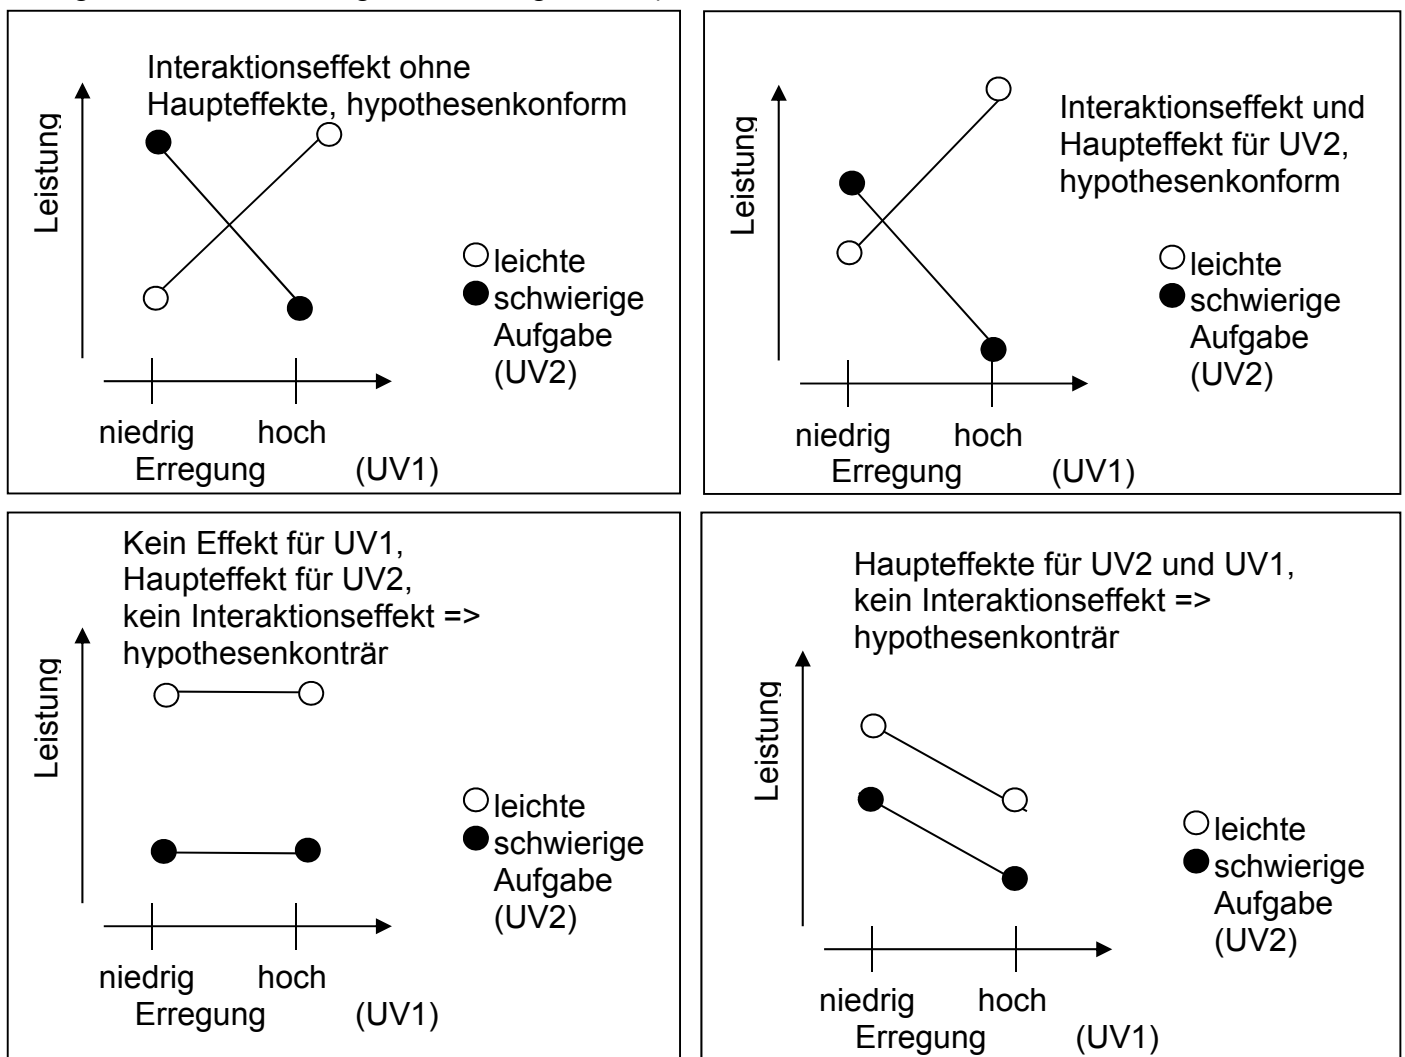 Interaktionseffekt ohne
Haupteffekte, hypothesenkonform
Leistung
leichte
schwierige
Aufgabe
(UV2)
niedrig hoch
Erregung (UV1)
Interaktionseffekt und
Haupteffekt für UV2,
hypothesenkonform
Leistung
leichte
schwierige
Aufgabe
(UV2)
niedrig hoch
Erregung (UV1)
Kein Effekt für UV1,
Haupteffekt für UV2,
kein Interaktionseffekt =>
hypothesenkonträr
Leistung
leichte
schwierige
Aufgabe
(UV2)
niedrig hoch
Erregung (UV1)
Haupteffekte für UV2 und UV1,
kein Interaktionseffekt =>
hypothesenkonträr
Leistung
leichte
schwierige
Aufgabe
(UV2)
niedrig hoch
Erregung (UV1)